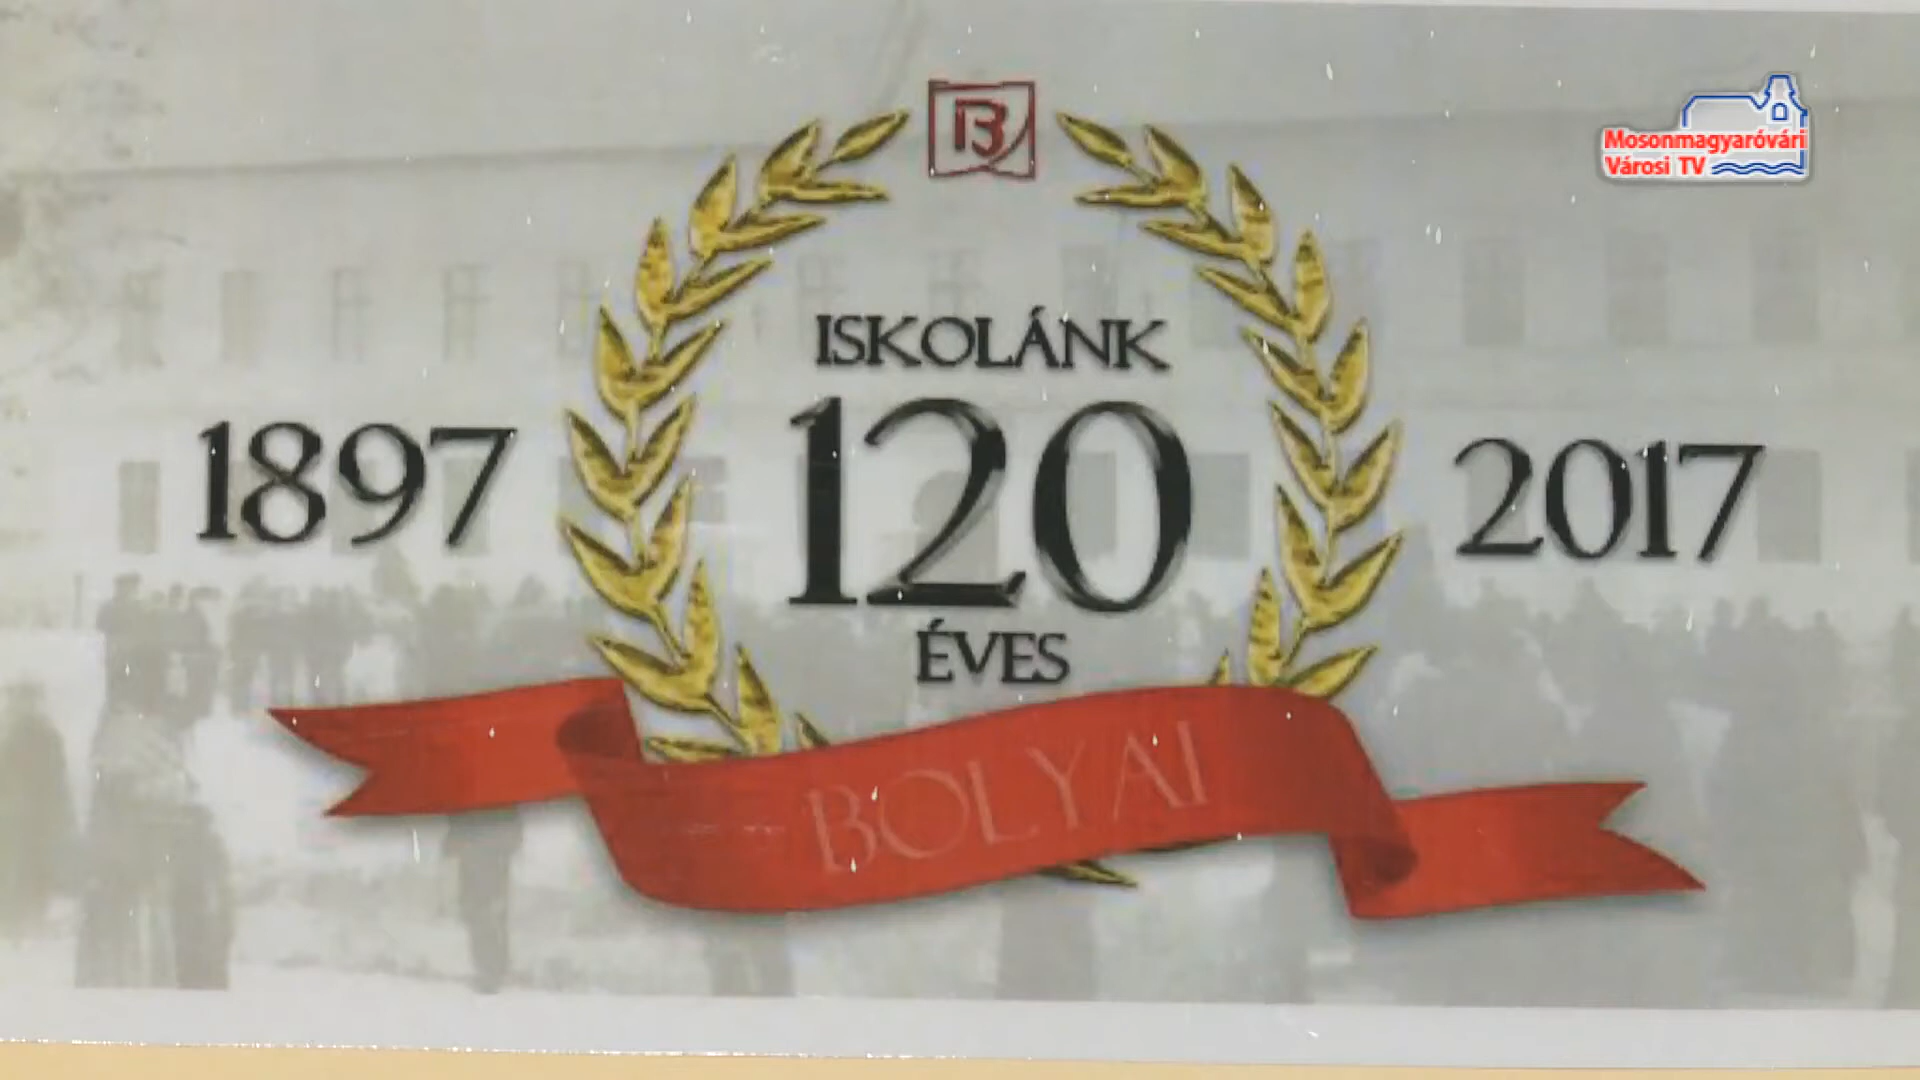 B
Mosonmagyaróvári
Városi TV
ISKOLÁNK
1897
120
2017
ÉVES
BOLYAI